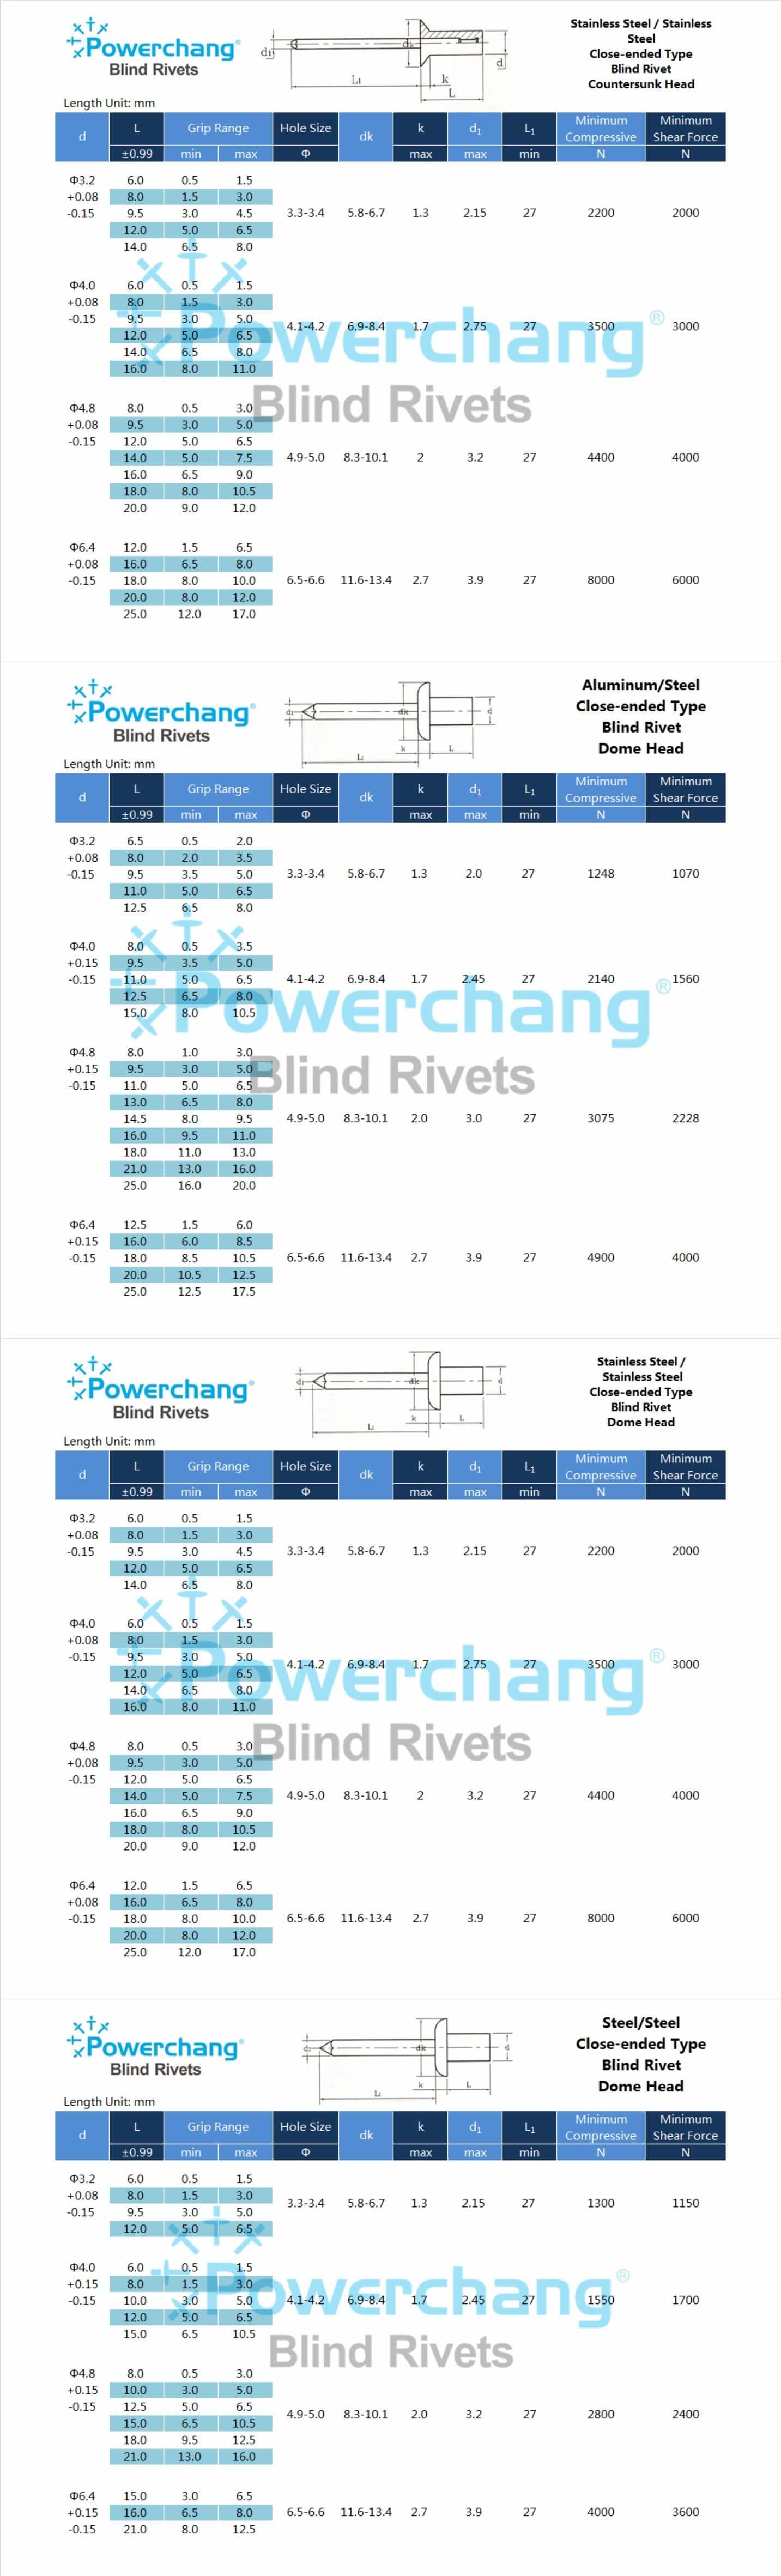 Powerchang®
Blind Rivets
Stainless Steel / Stainless
Steel
Close-ended Type
Blind Rivet
Countersunk Head
d1 dk d
L1 k
L
Length Unit: mm
d L Grip Range Hole Size dk k d1 L1 Minimum Compressive Minimum Shear Force
±0.99 min max Φ max max min N N
Φ3.2 6.0 0.5 1.5
+0.08 8.0 1.5 3.0
-0.15 9.5 3.0 4.5 3.3-3.4 5.8-6.7 1.3 2.15 27 2200 2000
12.0 5.0 6.5
14.0 6.5 8.0
Φ4.0 6.0 0.5 1.5
+0.08 8.0 1.5 3.0
-0.15 9.5 3.0 5.0
4.1-4.2 6.9-8.4 1.7 2.75 27 3500 3000
12.0 5.0 6.5
14.0 6.5 8.0
16.0 8.0 11.0
Powerchang®
Blind Rivets
Φ4.8 8.0 0.5 3.0
+0.08 9.5 3.0 5.0
-0.15 12.0 5.0 6.5
14.0 5.0 7.5 4.9-5.0 8.3-10.1 2 3.2 27 4400 4000
16.0 6.5 9.0
18.0 8.0 10.5
20.0 9.0 12.0
Φ6.4 12.0 1.5 6.5
+0.08 16.0 6.5 8.0
-0.15 18.0 8.0 10.0 6.5-6.6 11.6-13.4 2.7 3.9 27 8000 6000
20.0 8.0 12.0
25.0 12.0 17.0
Powerchang®
Blind Rivets
Aluminum/Steel
Close-ended Type
Blind Rivet
Dome Head
d1 dk d
k L
L1
Length Unit: mm
d L Grip Range Hole Size dk k d1 L1 Minimum Compressive Minimum Shear Force
±0.99 min max Φ max max min N N
Φ3.2 6.5 0.5 2.0
+0.08 8.0 2.0 3.5
-0.15 9.5 3.5 5.0 3.3-3.4 5.8-6.7 1.3 2.0 27 1248 1070
11.0 5.0 6.5
12.5 6.5 8.0
Φ4.0 8.0 0.5 3.5
+0.15 9.5 3.5 5.0
-0.15 11.0 5.0 6.5 4.1-4.2 6.9-8.4 1.7 2.45 27 2140 1560
12.5 6.5 8.0
15.0 8.0 10.5
Powerchang®
Blind Rivets
Φ4.8 8.0 1.0 3.0
+0.15 9.5 3.0 5.0
-0.15 11.0 5.0 6.5
13.0 6.5 8.0
14.5 8.0 9.5 4.9-5.0 8.3-10.1 2.0 3.0 27 3075 2228
16.0 9.5 11.0
18.0 11.0 13.0
21.0 13.0 16.0
25.0 16.0 20.0
Φ6.4 12.5 1.5 6.0
+0.15 16.0 6.0 8.5
-0.15 18.0 8.5 10.5 6.5-6.6 11.6-13.4 2.7 3.9 27 4900 4000
20.0 10.5 12.5
25.0 12.5 17.5
Powerchang®
Blind Rivets
Stainless Steel /
Stainless Steel
Close-ended Type
Blind Rivet
Dome Head
d1 dk d
k L
L1
Length Unit: mm
d L Grip Range Hole Size dk k d1 L1 Minimum Compressive Minimum Shear Force
±0.99 min max Φ max max min N N
Φ3.2 6.0 0.5 1.5
+0.08 8.0 1.5 3.0
-0.15 9.5 3.0 4.5 3.3-3.4 5.8-6.7 1.3 2.15 27 2200 2000
12.0 5.0 6.5
14.0 6.5 8.0
Φ4.0 6.0 0.5 1.5
+0.08 8.0 1.5 3.0
-0.15 9.5 3.0 5.0
4.1-4.2 6.9-8.4 1.7 2.75 27 3500 3000
12.0 5.0 6.5
14.0 6.5 8.0
16.0 8.0 11.0
Powerchang®
Blind Rivets
Φ4.8 8.0 0.5 3.0
+0.08 9.5 3.0 5.0
-0.15 12.0 5.0 6.5
14.0 5.0 7.5 4.9-5.0 8.3-10.1 2 3.2 27 4400 4000
16.0 6.5 9.0
18.0 8.0 10.5
20.0 9.0 12.0
Φ6.4 12.0 1.5 6.5
+0.08 16.0 6.5 8.0
-0.15 18.0 8.0 10.0 6.5-6.6 11.6-13.4 2.7 3.9 27 8000 6000
20.0 8.0 12.0
25.0 12.0 17.0
Powerchang®
Blind Rivets
Steel/Steel
Close-ended Type
Blind Rivet
Dome Head
d1 dk d
k L
L1
Length Unit: mm
d L Grip Range Hole Size dk k d1 L1 Minimum Compressive Minimum Shear Force
±0.99 min max Φ max max min N N
Φ3.2 6.0 0.5 1.5
+0.08 8.0 1.5 3.0
3.3-3.4 5.8-6.7 1.3 2.15 27 1300 1150
-0.15 9.5 3.0 5.0
12.0 5.0 6.5
Φ4.0 6.0 0.5 1.5
+0.15 8.0 1.5 3.0
-0.15 10.0 3.0 5.0 4.1-4.2 6.9-8.4 1.7 2.45 27 1550 1700
12.0 5.0 6.5
15.0 6.5 10.5
Powerchang®
Blind Rivets
Φ4.8 8.0 0.5 3.0
+0.15 10.0 3.0 5.0
-0.15 12.5 5.0 6.5
4.9-5.0 8.3-10.1 2.0 3.2 27 2800 2400
15.0 6.5 10.5
18.0 9.5 12.5
21.0 13.0 16.0
Φ6.4 15.0 3.0 6.5
+0.15 16.0 6.5 8.0 6.5-6.6 11.6-13.4 2.7 3.9 27 4000 3600
-0.15 21.0 8.0 12.5